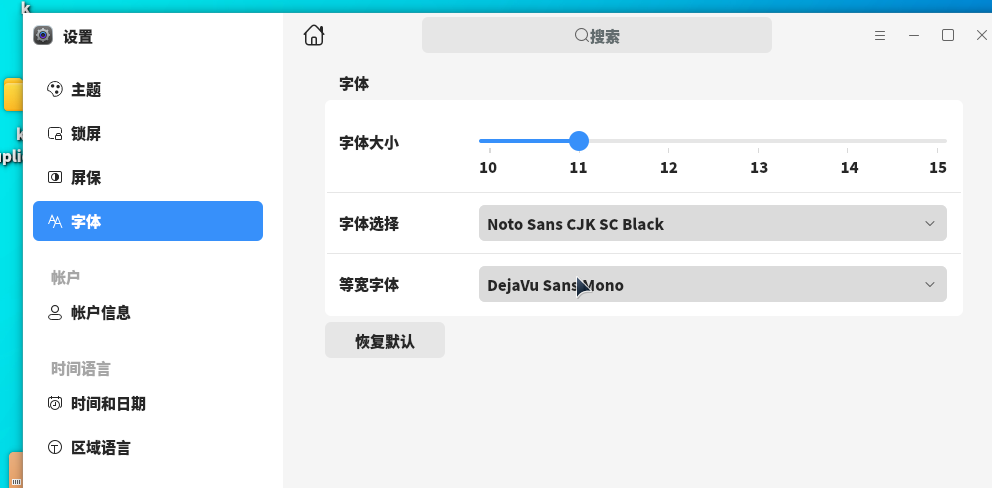 k
设置
搜索
主题
锁屏
屏保
字体
帐户
帐户信息
时间语言
时间和日期
区域语言
字体
字体大小
10 11 12 13 14 15
字体选择
Noto Sans CJK SC Black
等宽字体
DejaVu Sans Mono
恢复默认
k